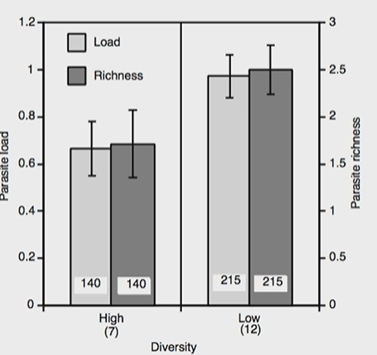 1.2
1
0.8
0.6
0.4
0.2
0
Parasite load
Load
Richness
140
140
215
215
3
2.5
2
1.5
1
0.5
0
Parasite richness
High
(7)
Low
(12)
Diversity